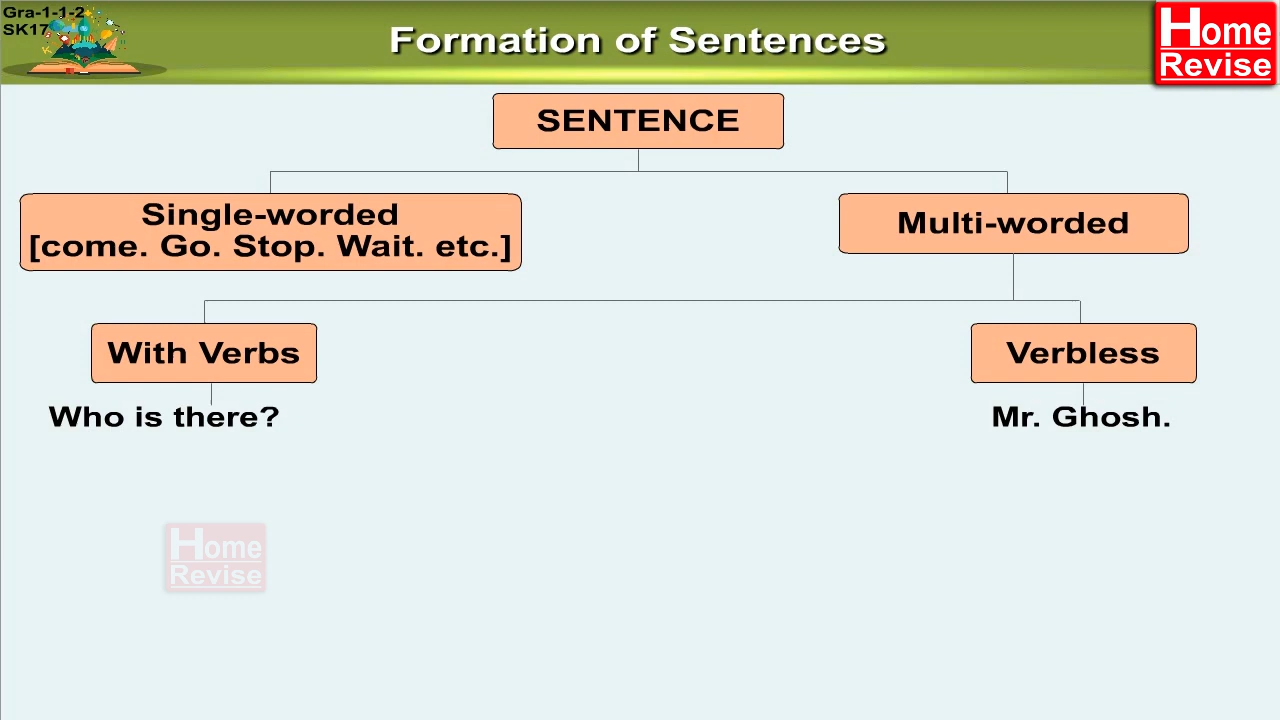 Gra-1-1-2
SK17
Formation of Sentences
Home
Revise
SENTENCE
Single-worded
[come. Go. Stop. Wait. etc.]
Multi-worded
With Verbs
Verbless
Who is there?
Mr. Ghosh.
Home
Revise